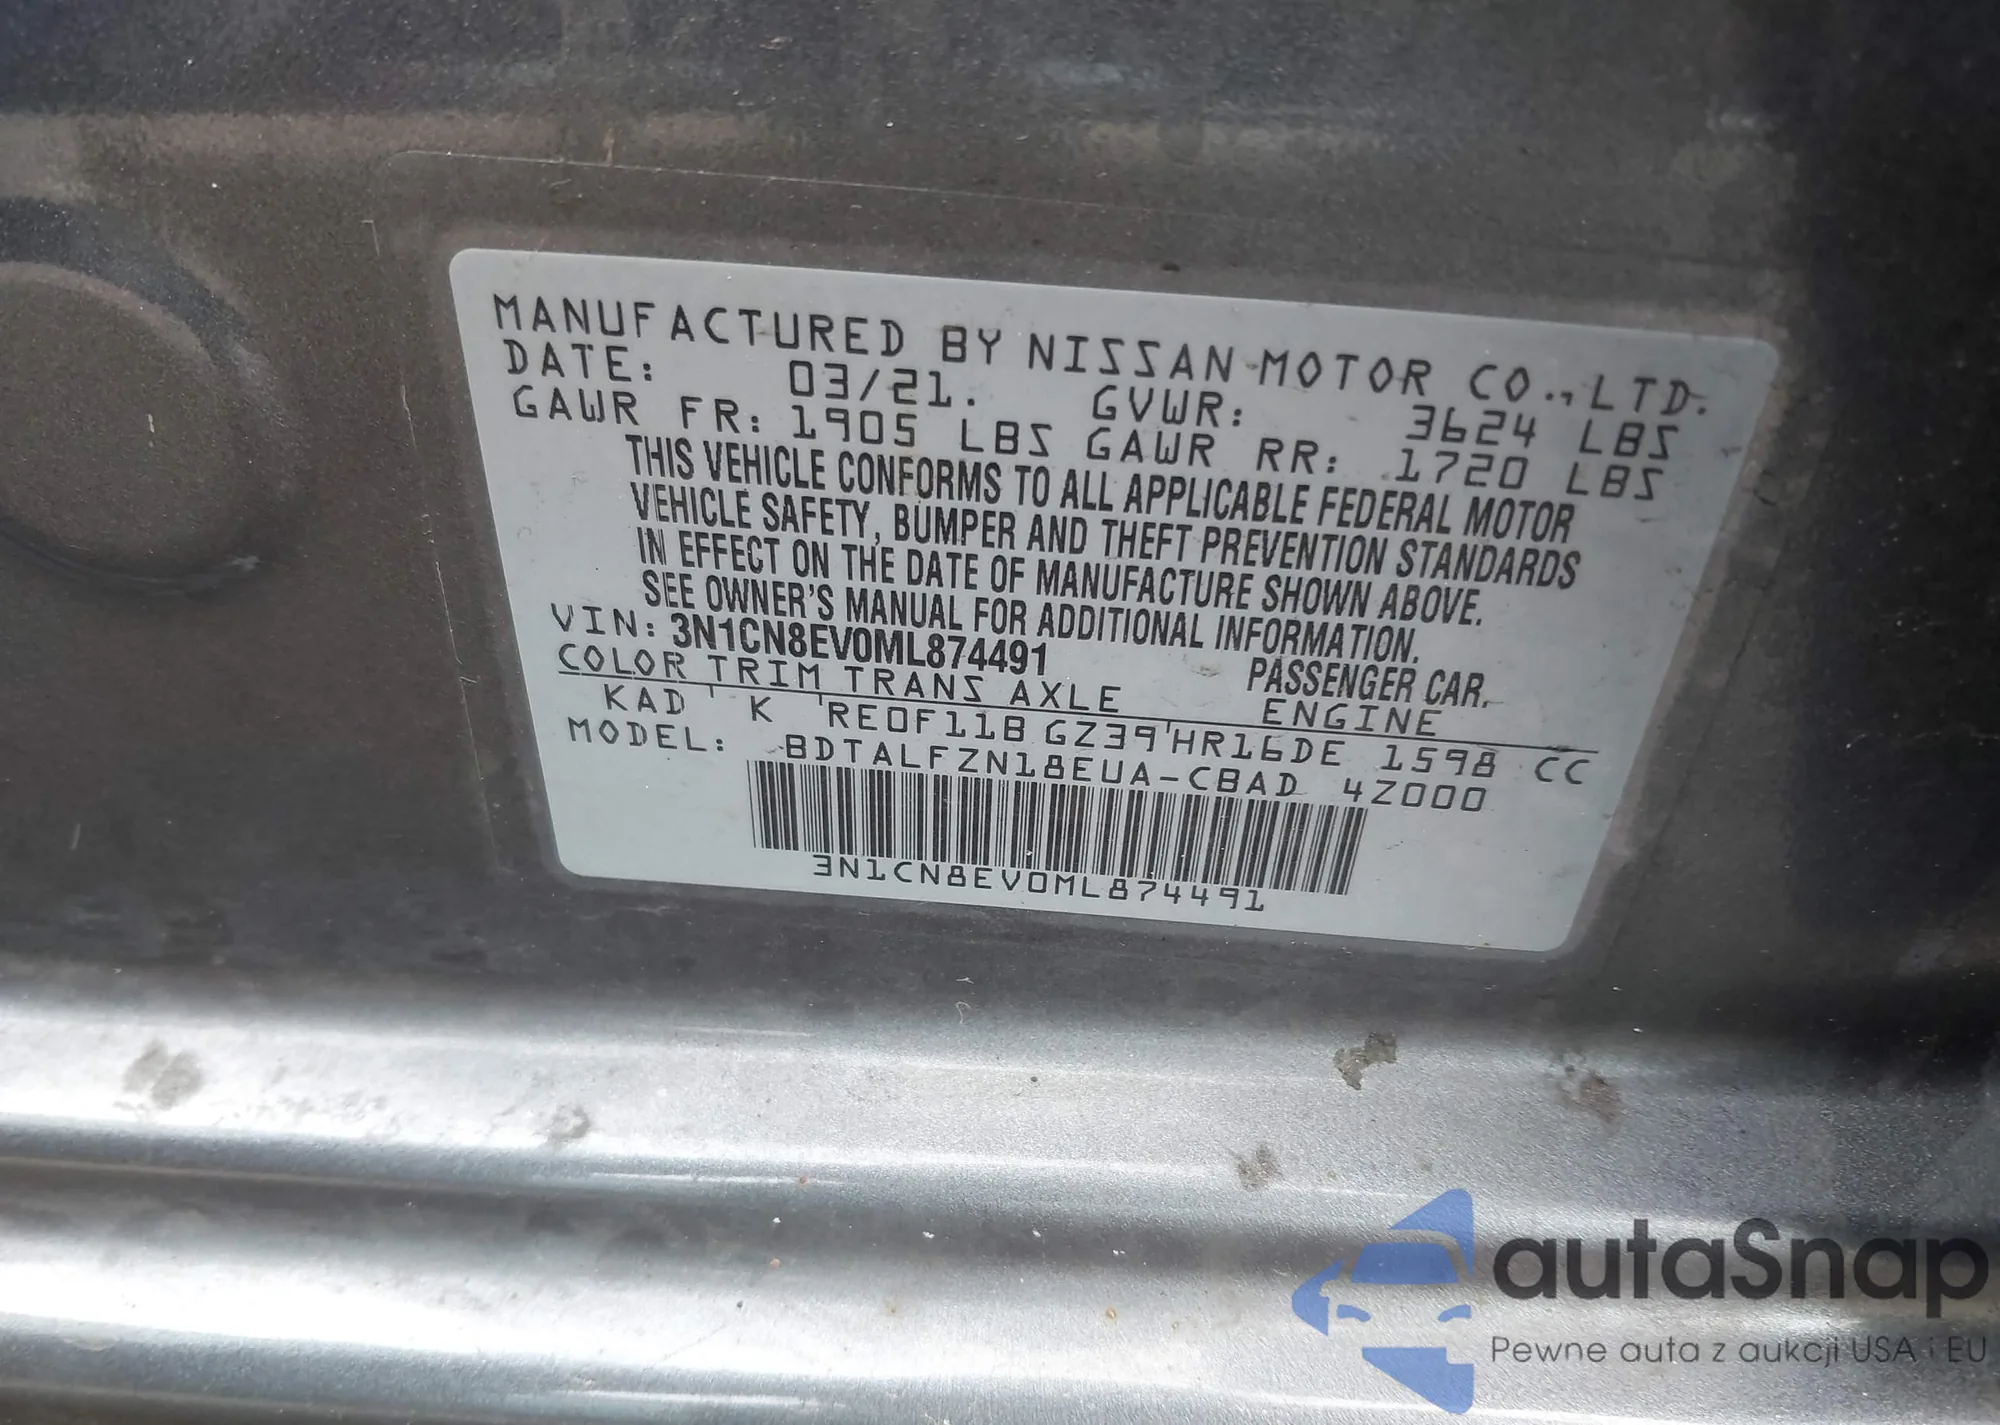 MANUFACTURED BY NISSAN MOTOR CO., LTD.
DATE: 03/21. GVWR: 3624 LBS
GAWR FR: 1905 LBS GAWR RR: 1720 LBS
THIS VEHICLE CONFORMS TO ALL APPLICABLE FEDERAL MOTOR
VEHICLE SAFETY, BUMPER AND THEFT PREVENTION STANDARDS
IN EFFECT ON THE DATE OF MANUFACTURE SHOWN ABOVE.
SEE OWNER'S MANUAL FOR ADDITIONAL INFORMATION.
VIN: 3N1CN8EV0ML874491 PASSENGER CAR.
COLOR TRIM TRANS AXLE ENGINE
KAD K RE0F11B GZ39 HR16DE 1598 CC
MODEL: BDTALFZN18EUA-CBAD 4Z000
3N1CN8EV0ML874491
autaSnap
Pewne auta z aukcji USA i EU